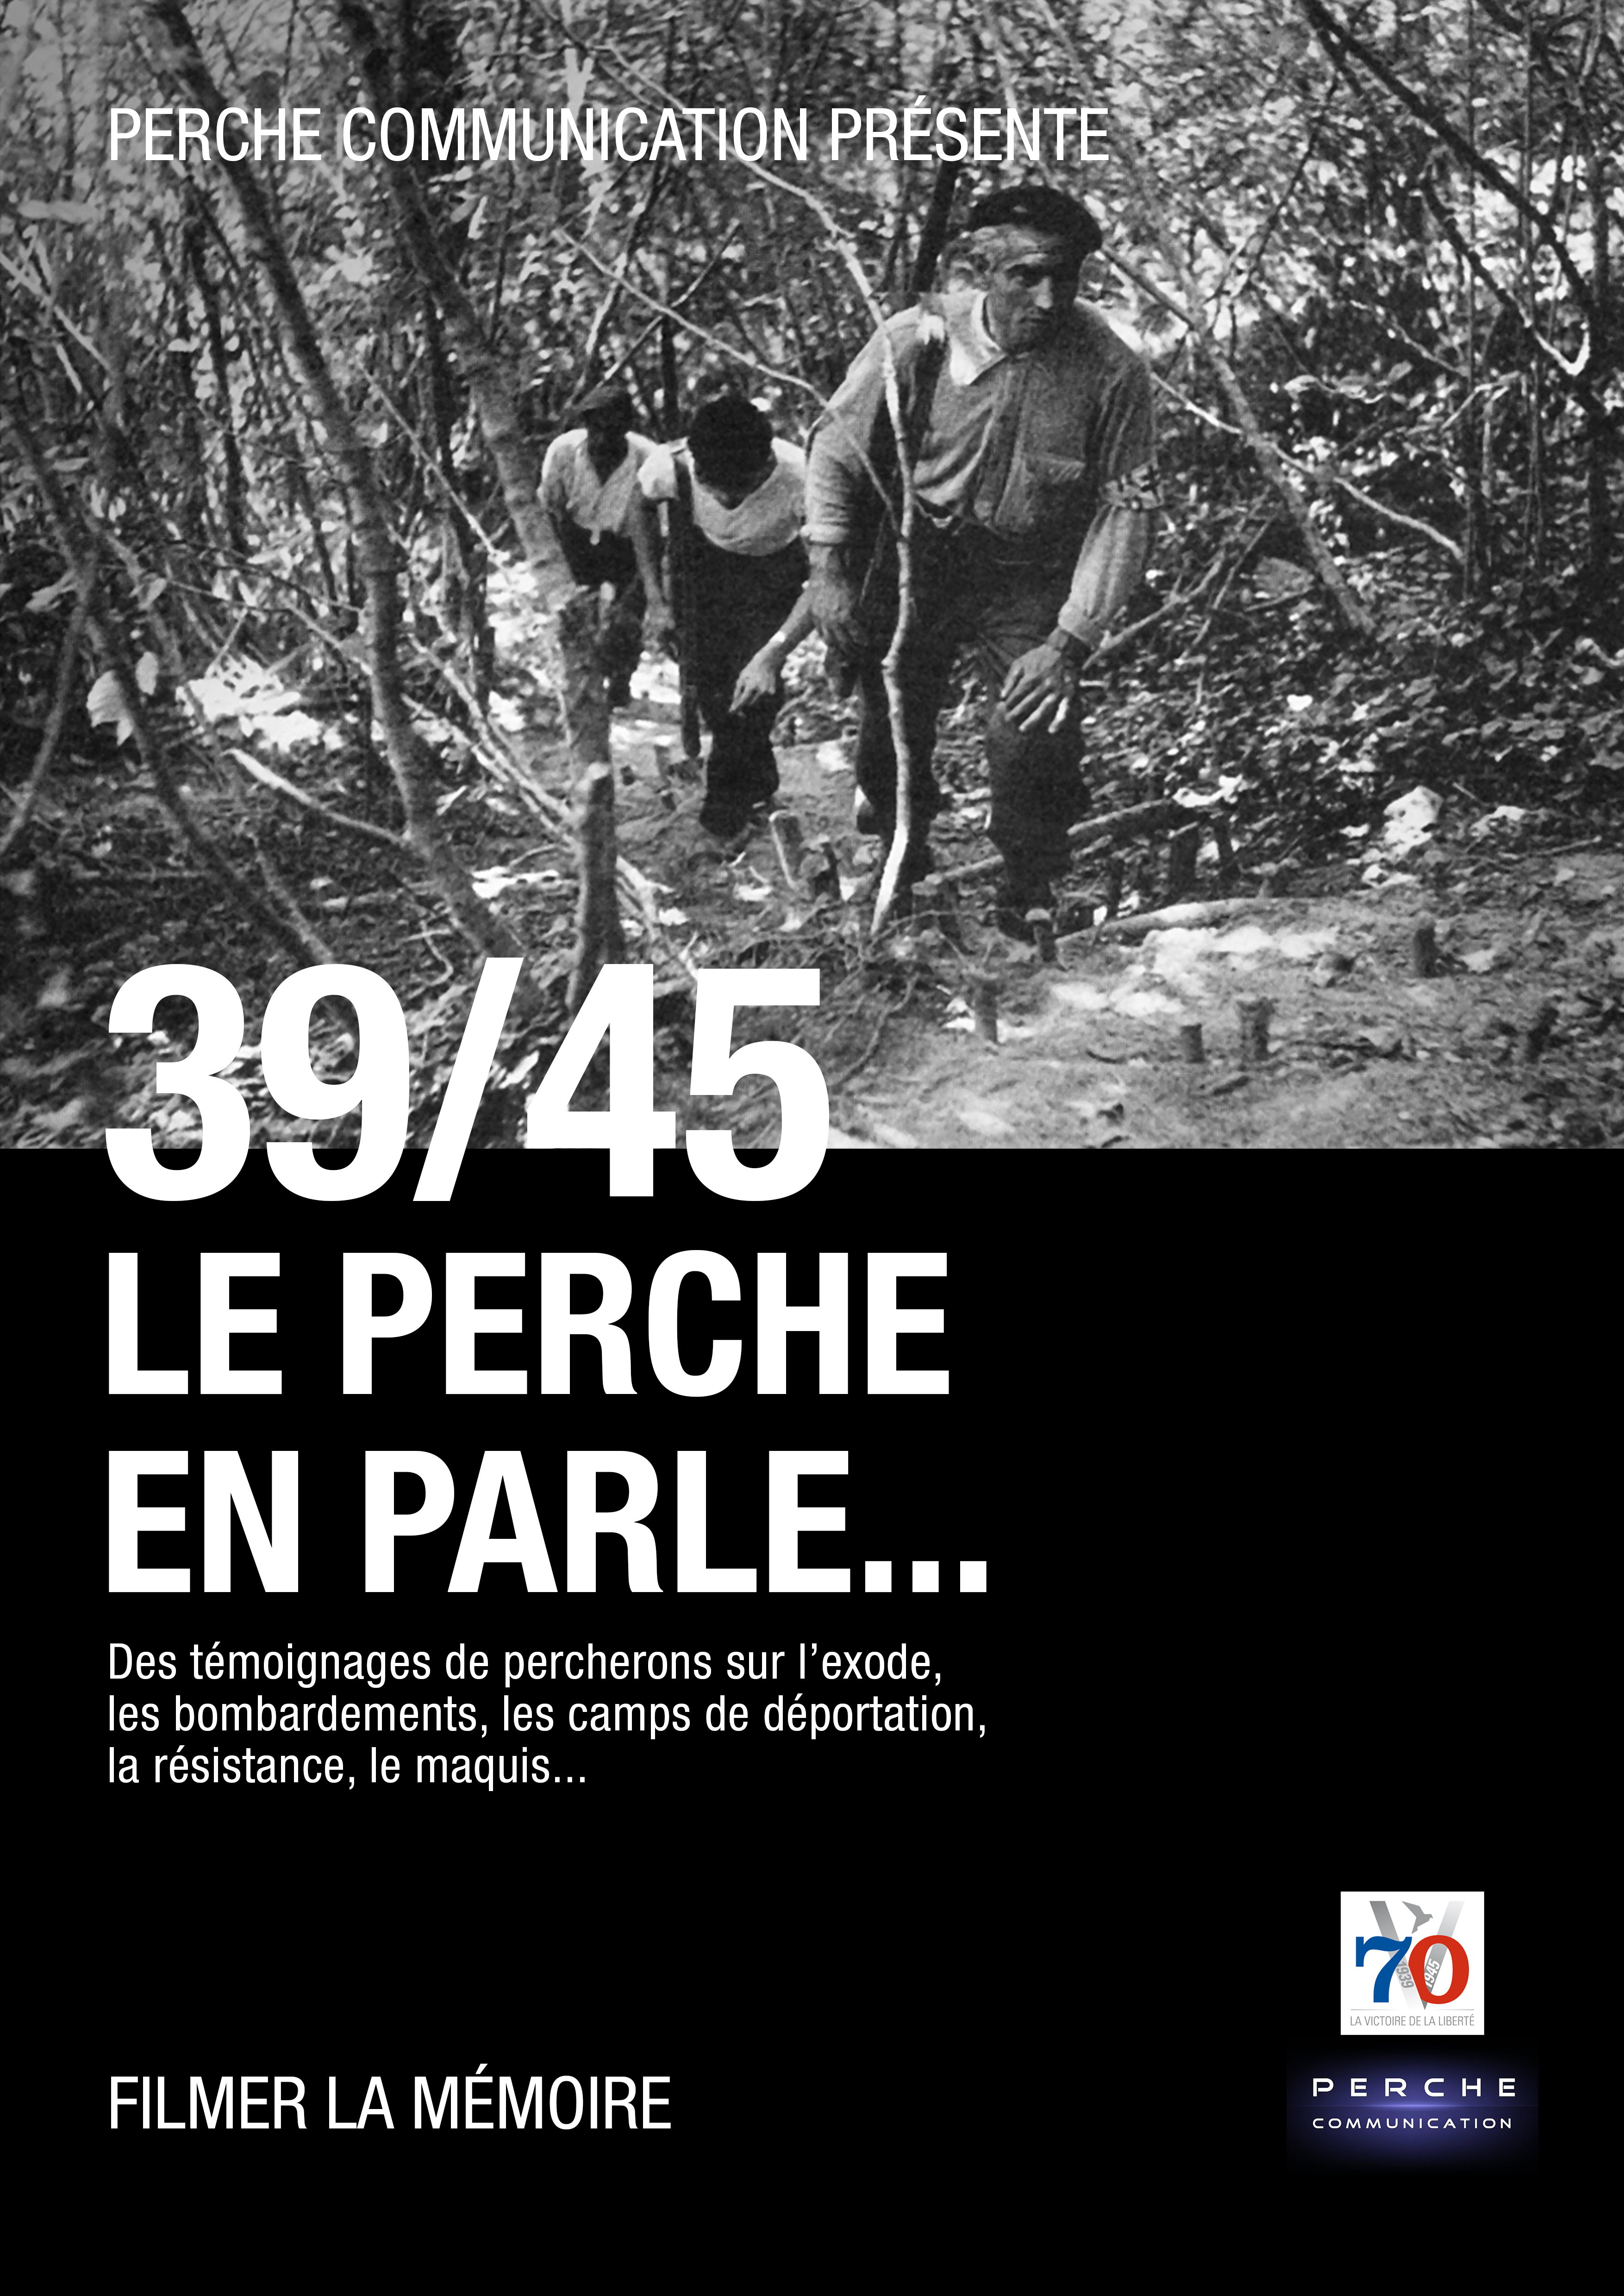 PERCHE COMMUNICATION PRÉSENTE
39/45
LE PERCHE
EN PARLE...
Des témoignages de percherons sur l’exode,
les bombardements, les camps de déportation,
la résistance, le maquis...
70
1939
1945
LA VICTOIRE DE LA LIBERTÉ
FILMER LA MÉMOIRE
PERCHE
COMMUNICATION